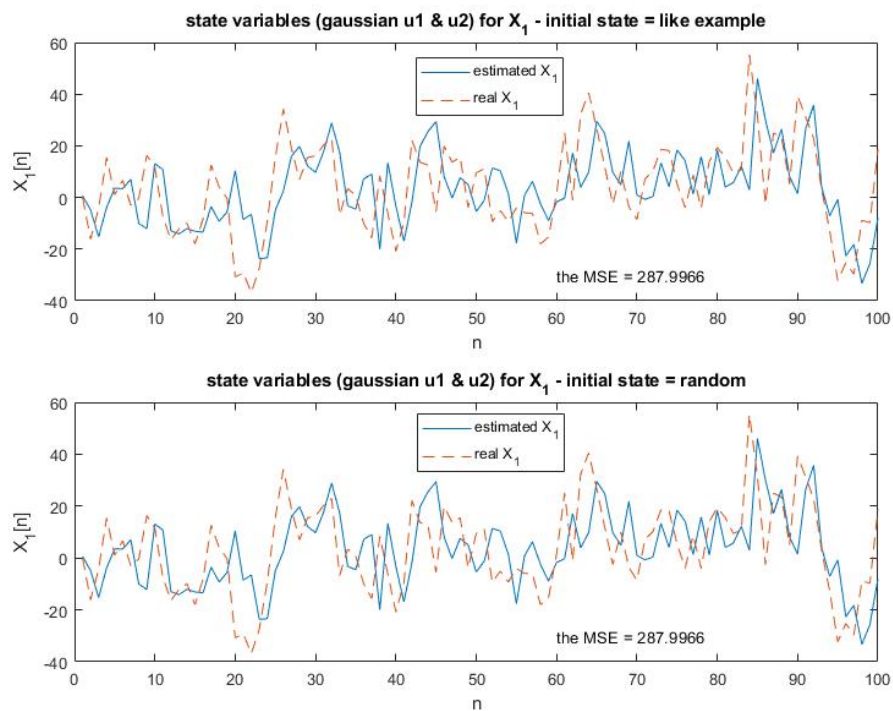 state variables (gaussian u1 & u2) for X1 - initial state = like example
60
40
20
0
-20
-40
X1[n]
estimated X1
real X1
the MSE = 287.9966
0 10 20 30 40 50 60 70 80 90 100
n
state variables (gaussian u1 & u2) for X1 - initial state = random
60
40
20
0
-20
-40
X1[n]
estimated X1
real X1
the MSE = 287.9966
0 10 20 30 40 50 60 70 80 90 100
n